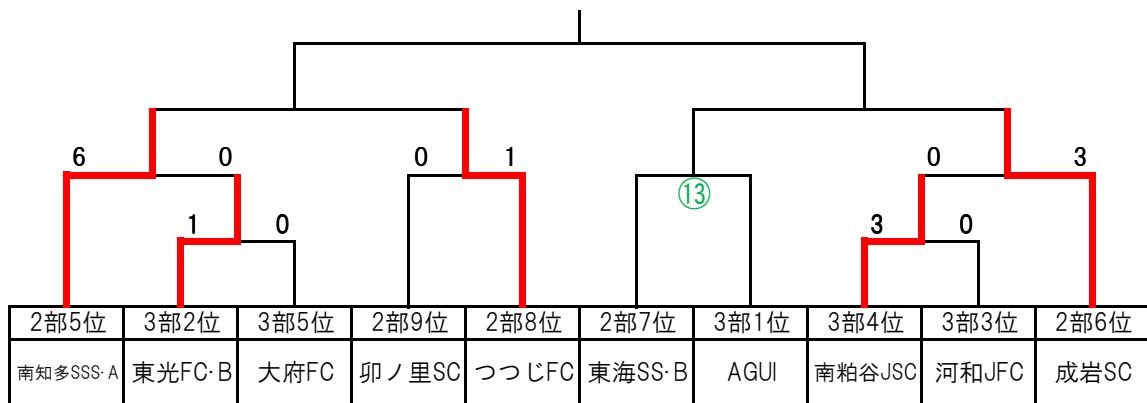 6 0 0 1 0 3
⑬
1 0 3 0
2部5位 3部2位 3部5位 2部9位 2部8位 2部7位 3部1位 3部4位 3部3位 2部6位
南知多SSS・A 東光FC・B 大府FC 卯ノ里SC つつじFC 東海SS・B AGUI 南粕谷JSC 河和JFC 成岩SC